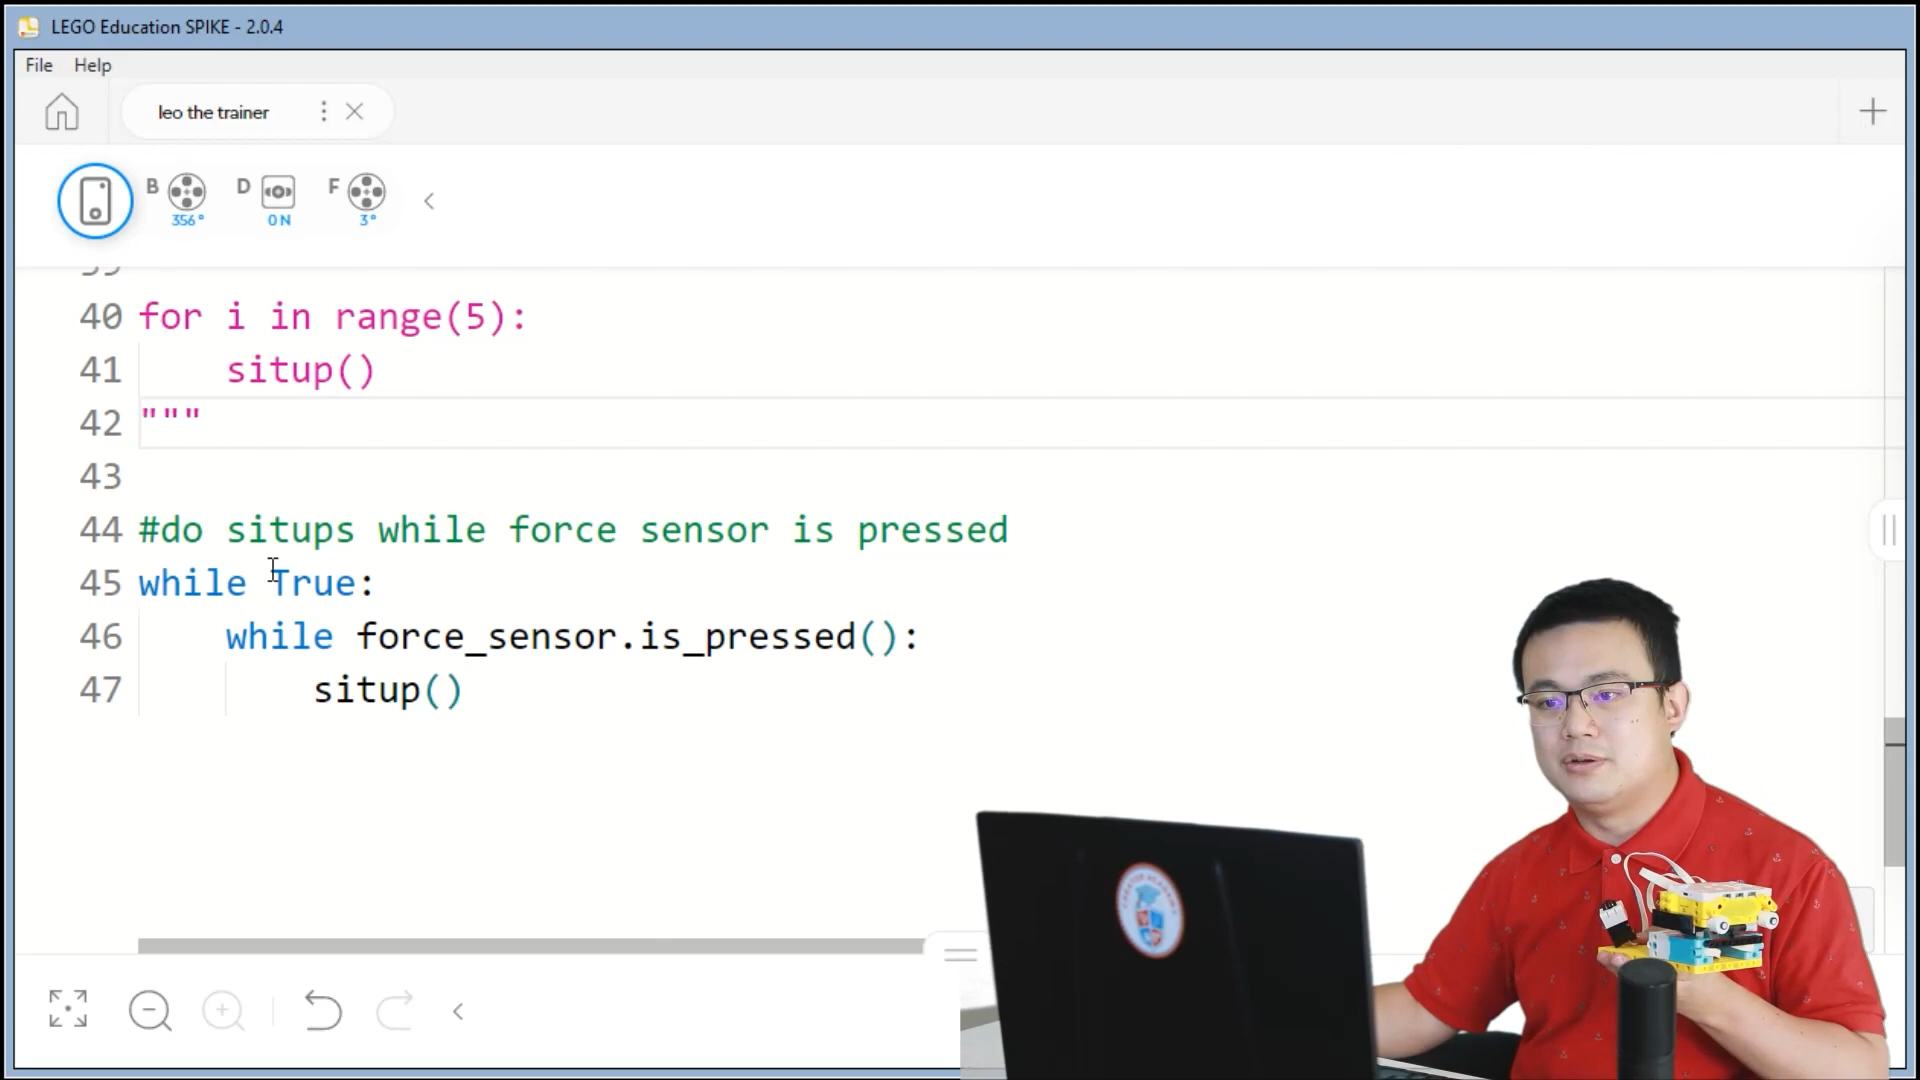 LEGO Education SPIKE - 2.0.4
File Help
leo the trainer
B D F
356° 0 N 3°
40 for i in range(5):
41 situp()
42 """
43
44 #do situps while force sensor is pressed
45 while True:
46 while force_sensor.is_pressed():
47 situp()